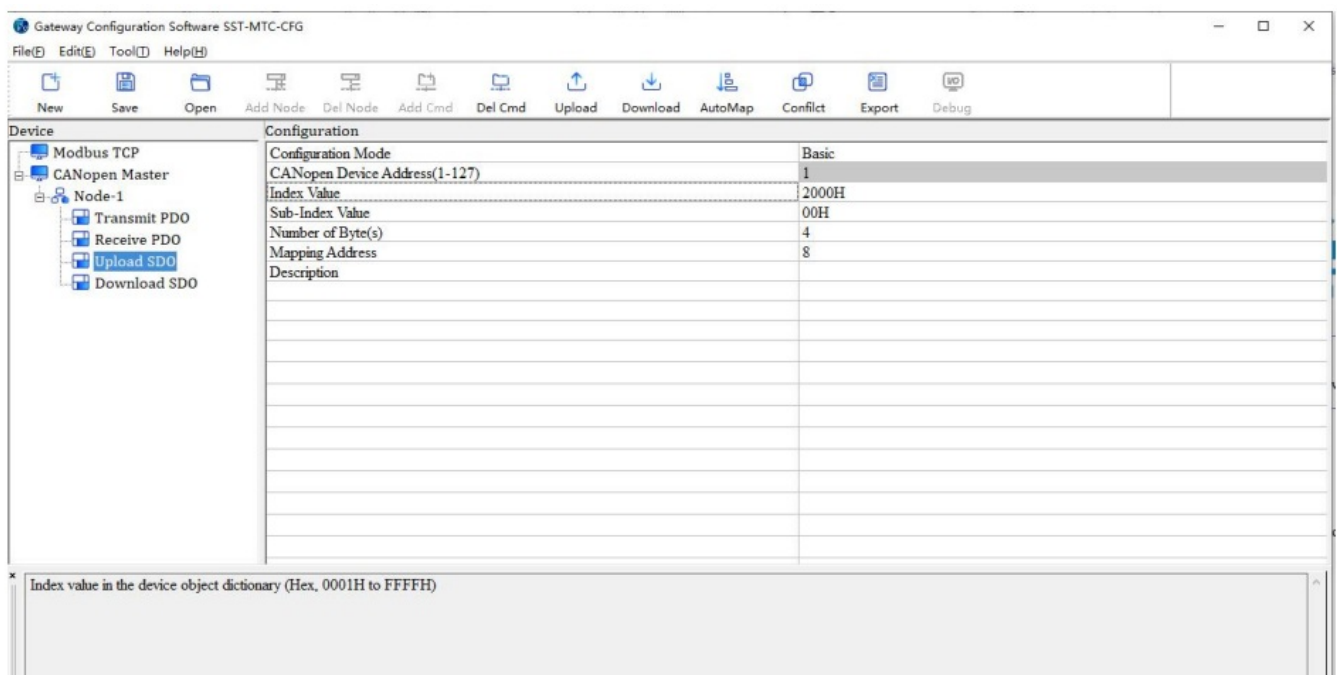 Gateway Configuration Software SST-MTC-CFG
File(F) Edit(E) Tool(T) Help(H)
New Save Open Add Node Del Node Add Cmd Del Cmd Upload Download AutoMap Confilct Export Debug
Device
Configuration
Modbus TCP
CANopen Master
Node-1
Transmit PDO
Receive PDO
Upload SDO
Download SDO
Configuration Mode Basic
CANopen Device Address(1-127) 1
Index Value 2000H
Sub-Index Value 00H
Number of Byte(s) 4
Mapping Address 8
Description
Index value in the device object dictionary (Hex, 0001H to FFFFH)